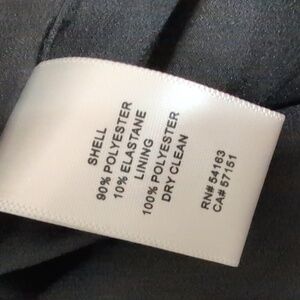 SHELL
90% POLYESTER
10% ELASTANE
LINING
100% POLYESTER
DRY CLEAN
RN# 54163
CA# 57151